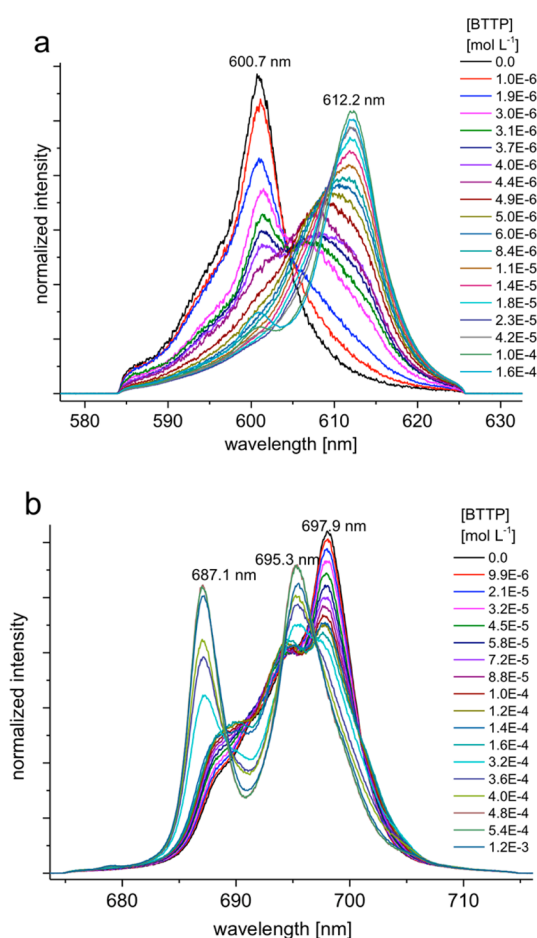 a
[BTTP]
[mol L⁻¹]
600.7 nm
612.2 nm
0.0
1.0E-6
1.9E-6
3.0E-6
3.1E-6
3.7E-6
4.0E-6
4.4E-6
4.9E-6
5.0E-6
6.0E-6
8.4E-6
1.1E-5
1.4E-5
1.8E-5
2.3E-5
4.2E-5
1.0E-4
1.6E-4
normalized intensity
580 590 600 610 620 630
wavelength [nm]
b
[BTTP]
[mol L⁻¹]
697.9 nm
695.3 nm
687.1 nm
0.0
9.9E-6
2.1E-5
3.2E-5
4.5E-5
5.8E-5
7.2E-5
8.8E-5
1.0E-4
1.2E-4
1.4E-4
1.6E-4
3.2E-4
3.6E-4
4.0E-4
4.8E-4
5.4E-4
1.2E-3
normalized intensity
680 690 700 710
wavelength [nm]